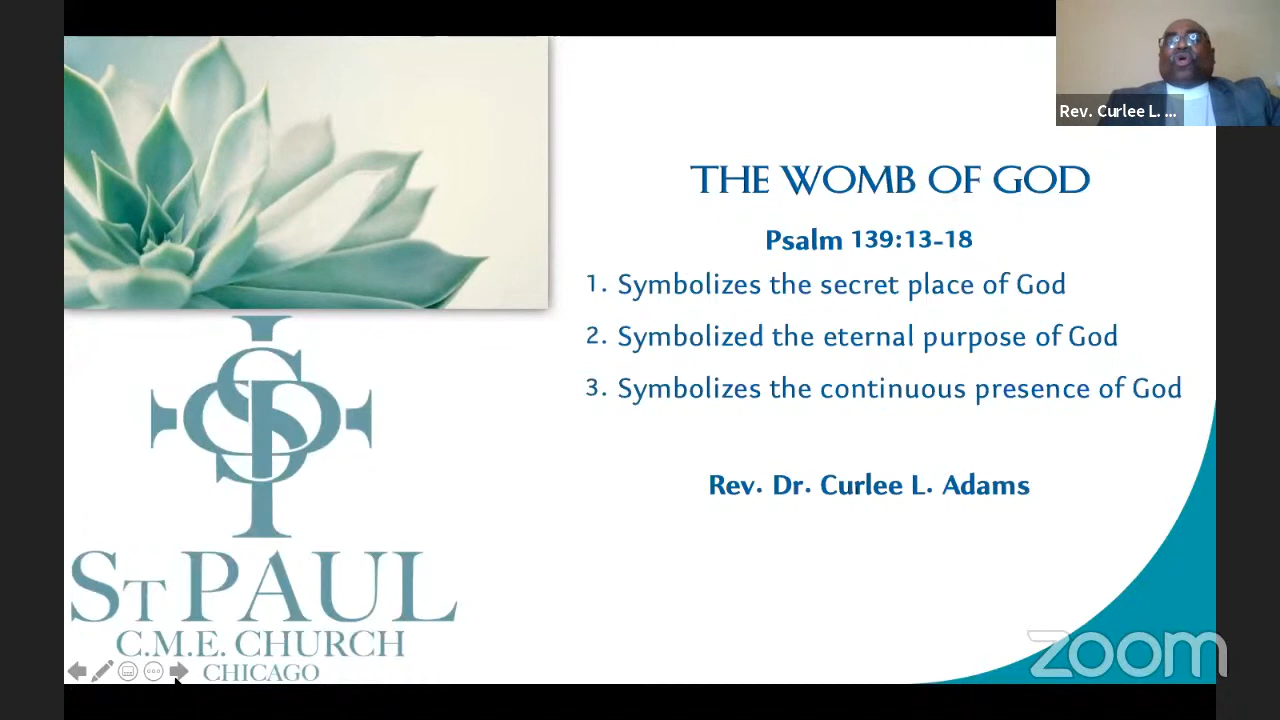 Rev. Curlee L. ...
THE WOMB OF GOD
Psalm 139:13-18
1. Symbolizes the secret place of God
2. Symbolized the eternal purpose of God
3. Symbolizes the continuous presence of God
Rev. Dr. Curlee L. Adams
ST PAUL
C.M.E. CHURCH
CHICAGO
zoom